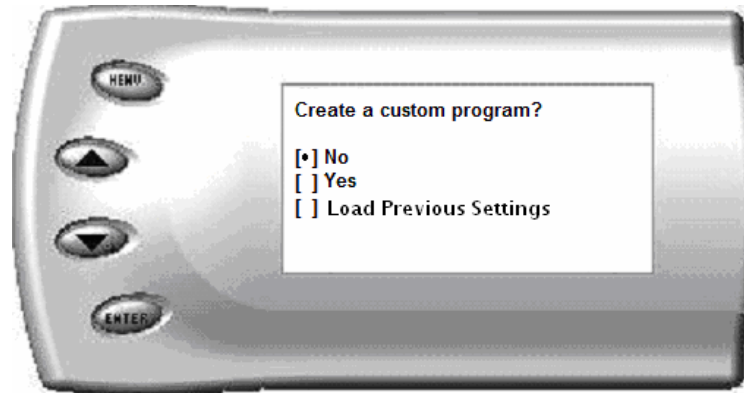 MENU
Create a custom program?
[•] No
[ ] Yes
[ ] Load Previous Settings
ENTER